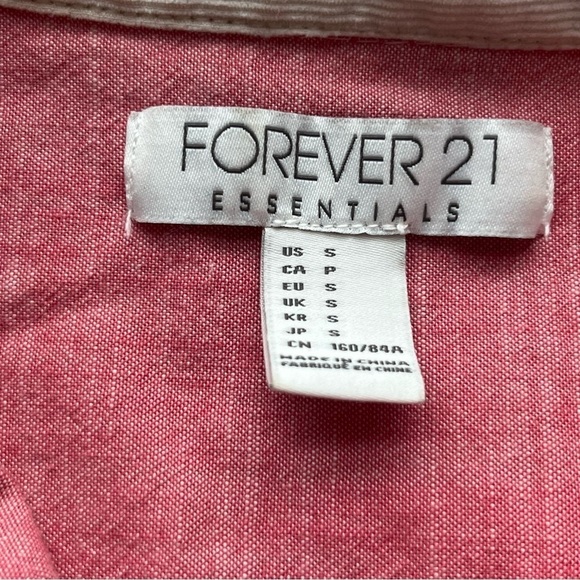 FOREVER 21
ESSENTIALS
US S
CA P
EU S
UK S
KR S
JP S
CN 160/84A
MADE IN CHINA
FABRIQUÉ EN CHINE